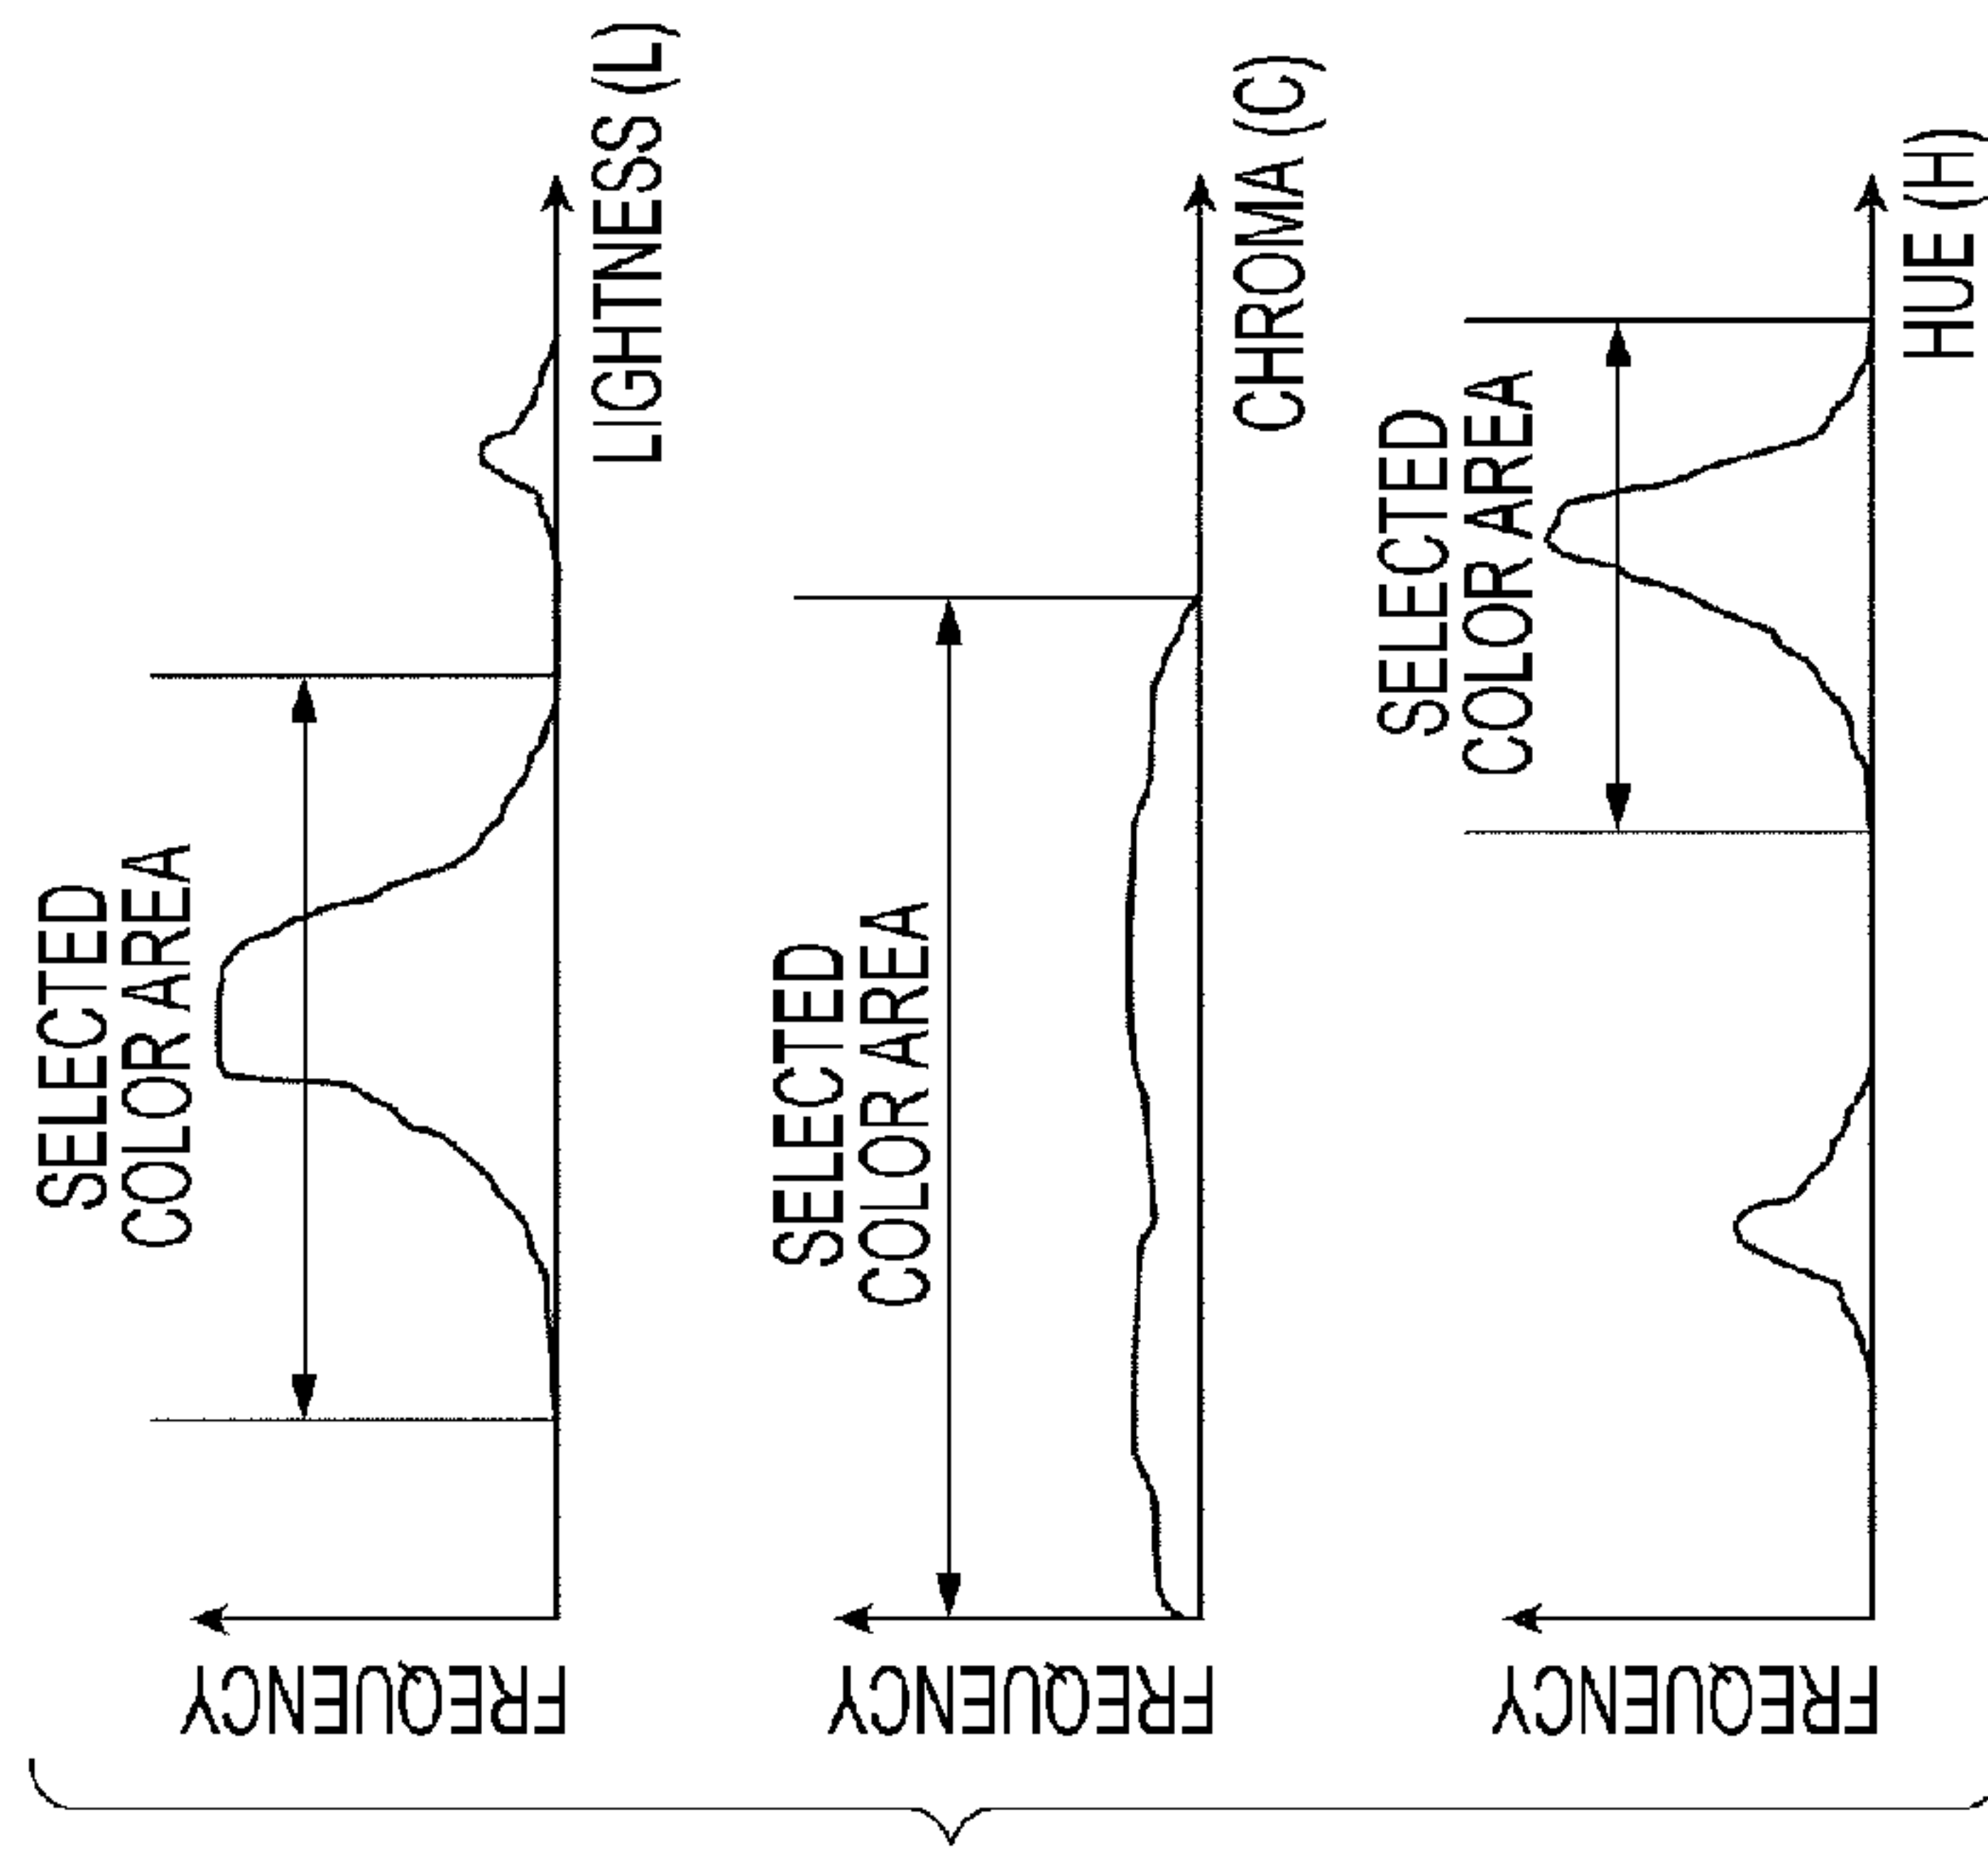 FREQUENCY
SELECTED
COLOR AREA
LIGHTNESS (L)
FREQUENCY
SELECTED
COLOR AREA
CHROMA (C)
FREQUENCY
SELECTED
COLOR AREA
HUE (H)